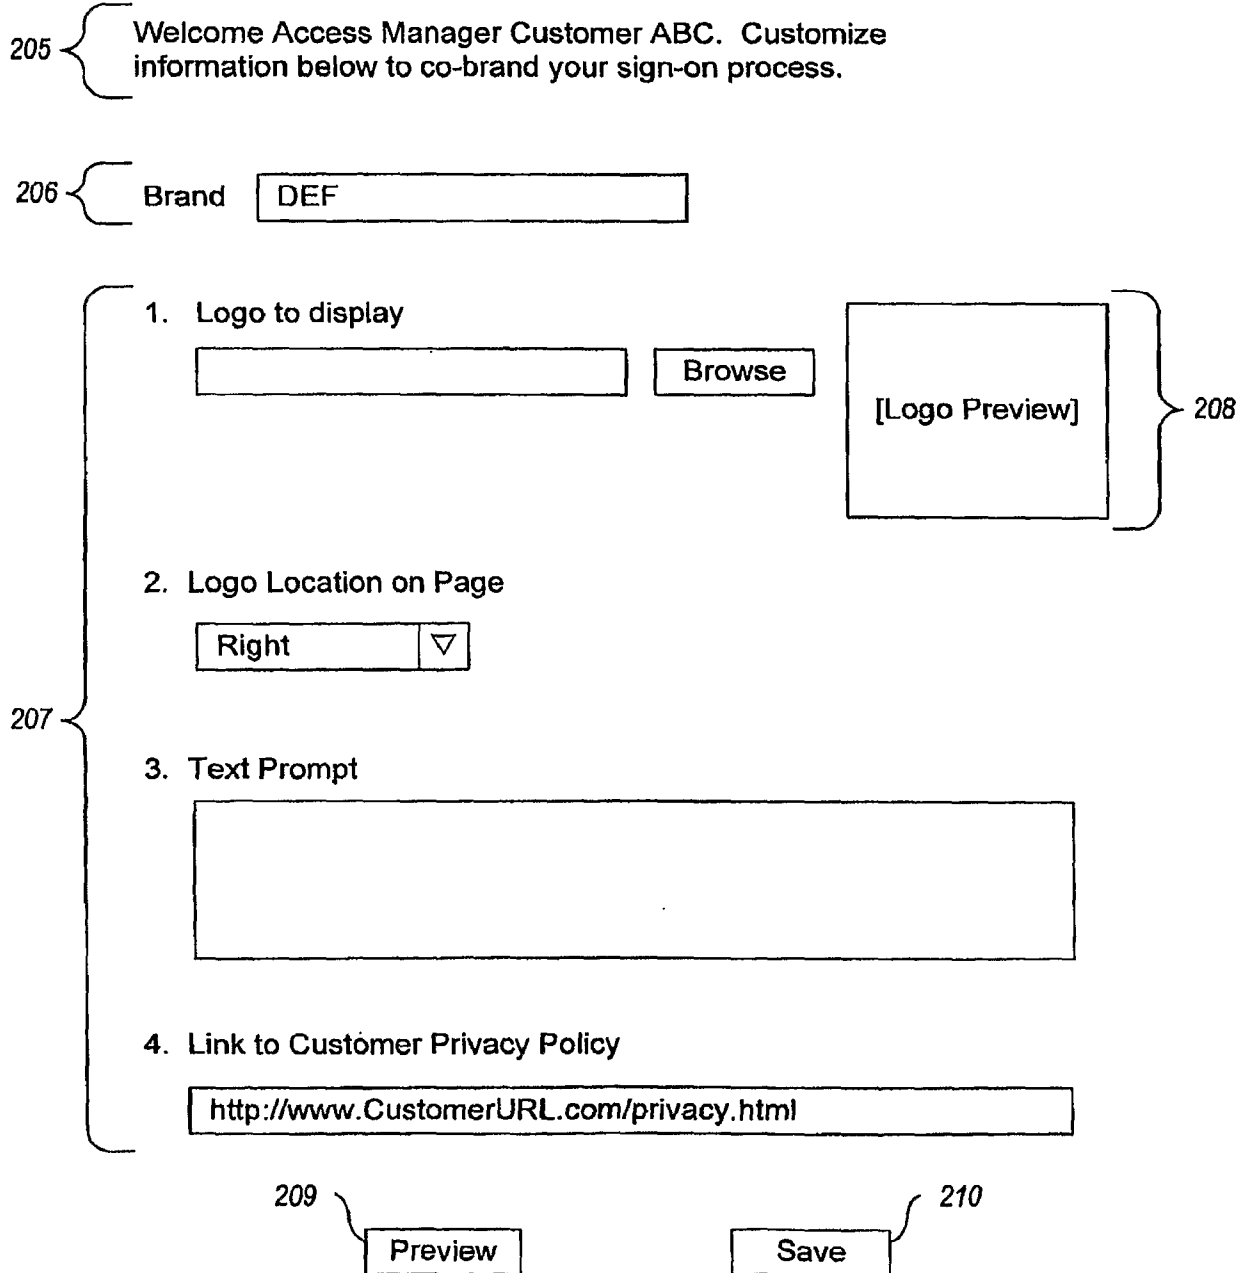 205
Welcome Access Manager Customer ABC. Customize
information below to co-brand your sign-on process.
206
Brand DEF
1. Logo to display
Browse
[Logo Preview]
208
2. Logo Location on Page
Right
207
3. Text Prompt
4. Link to Customer Privacy Policy
http://www.CustomerURL.com/privacy.html
209
210
Preview
Save